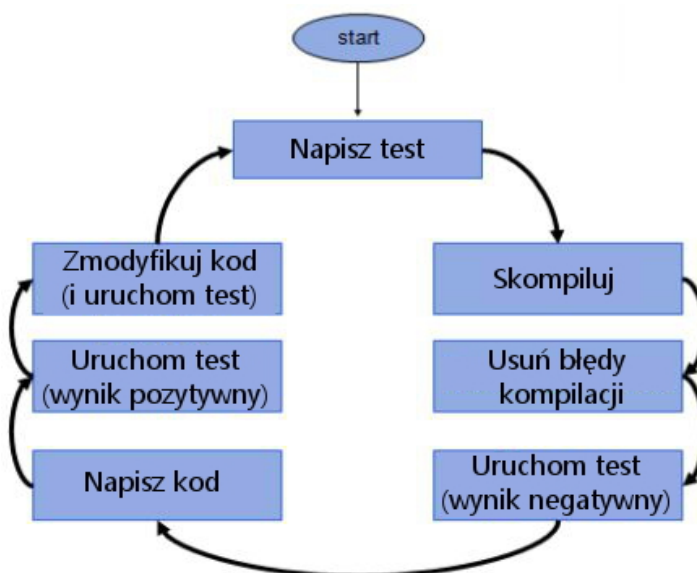 start
Napisz test
Skompiluj
Usuń błędy
kompilacji
Uruchom test
(wynik negatywny)
Napisz kod
Uruchom test
(wynik pozytywny)
Zmodyfikuj kod
(i uruchom test)